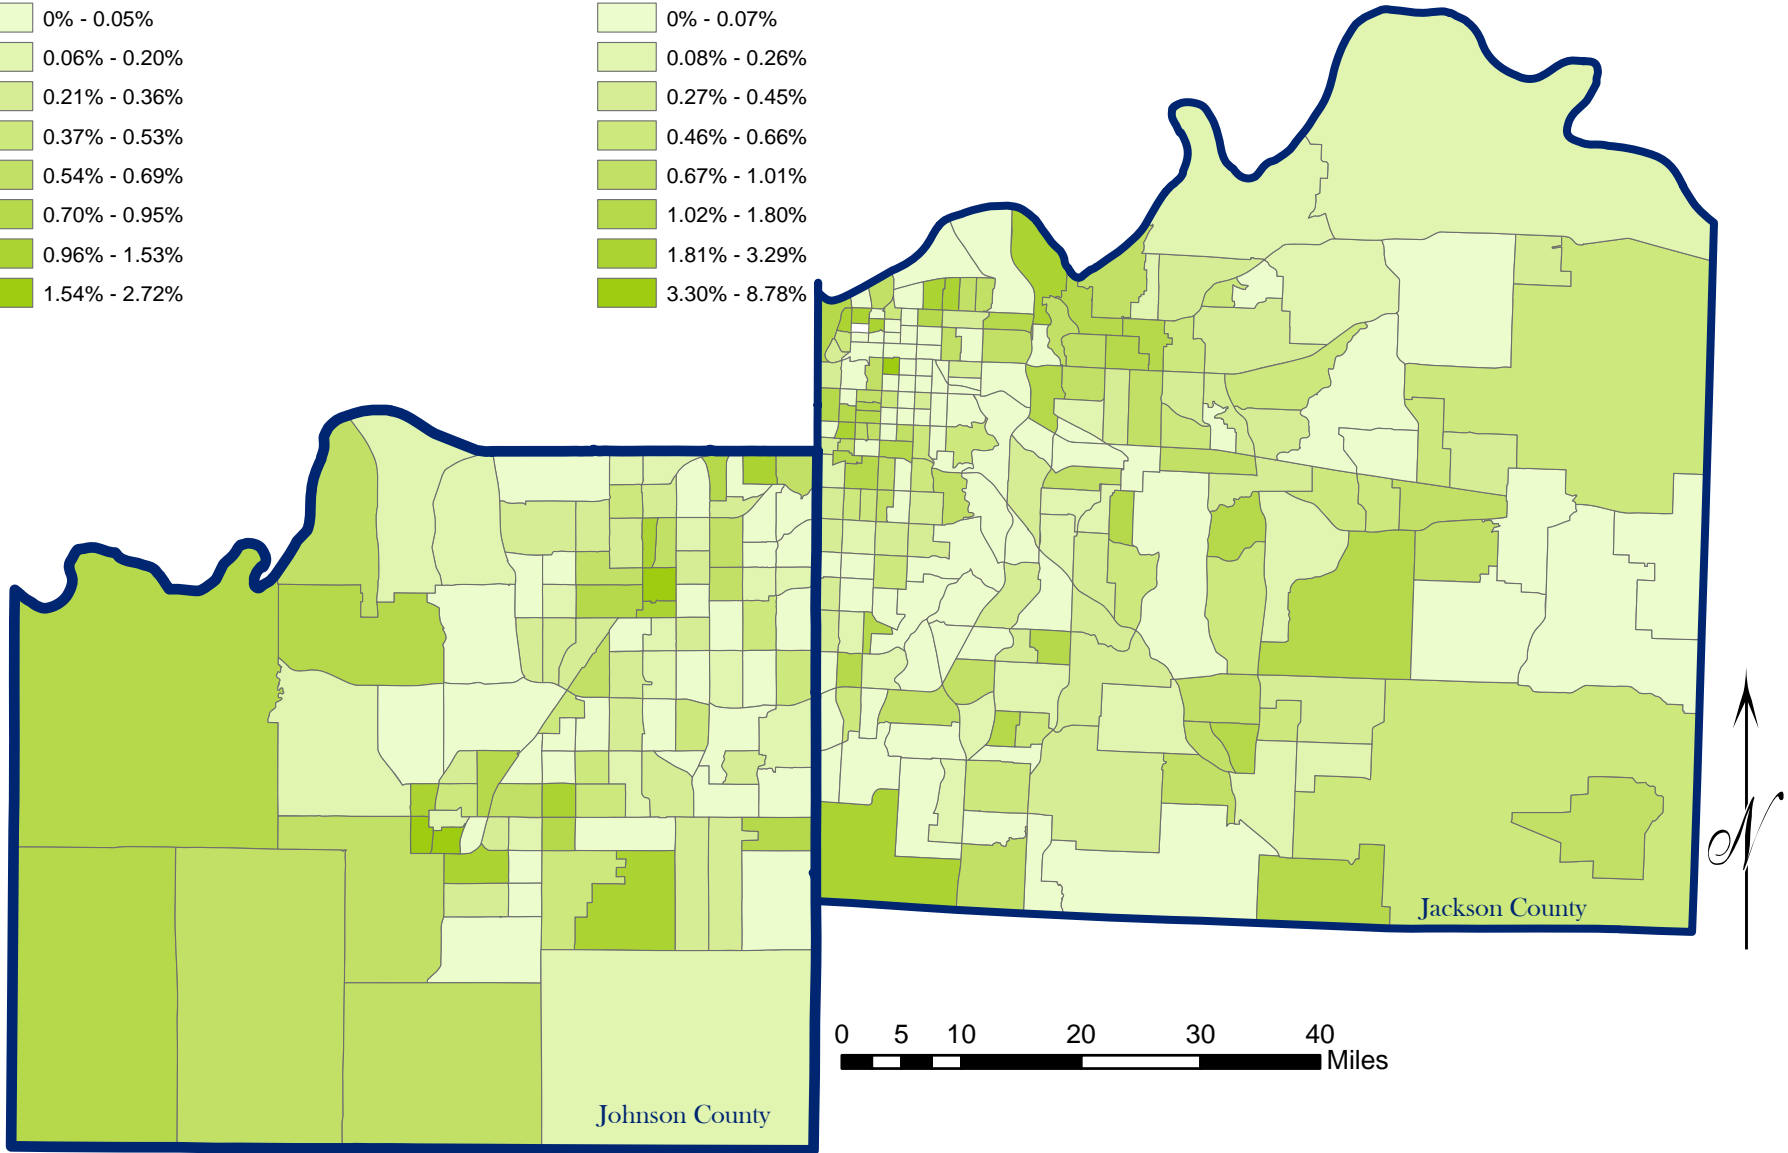 0% - 0.05%
0.06% - 0.20%
0.21% - 0.36%
0.37% - 0.53%
0.54% - 0.69%
0.70% - 0.95%
0.96% - 1.53%
1.54% - 2.72%
0% - 0.07%
0.08% - 0.26%
0.27% - 0.45%
0.46% - 0.66%
0.67% - 1.01%
1.02% - 1.80%
1.81% - 3.29%
3.30% - 8.78%
N
Jackson County
0 5 10 20 30 40
Miles
Johnson County